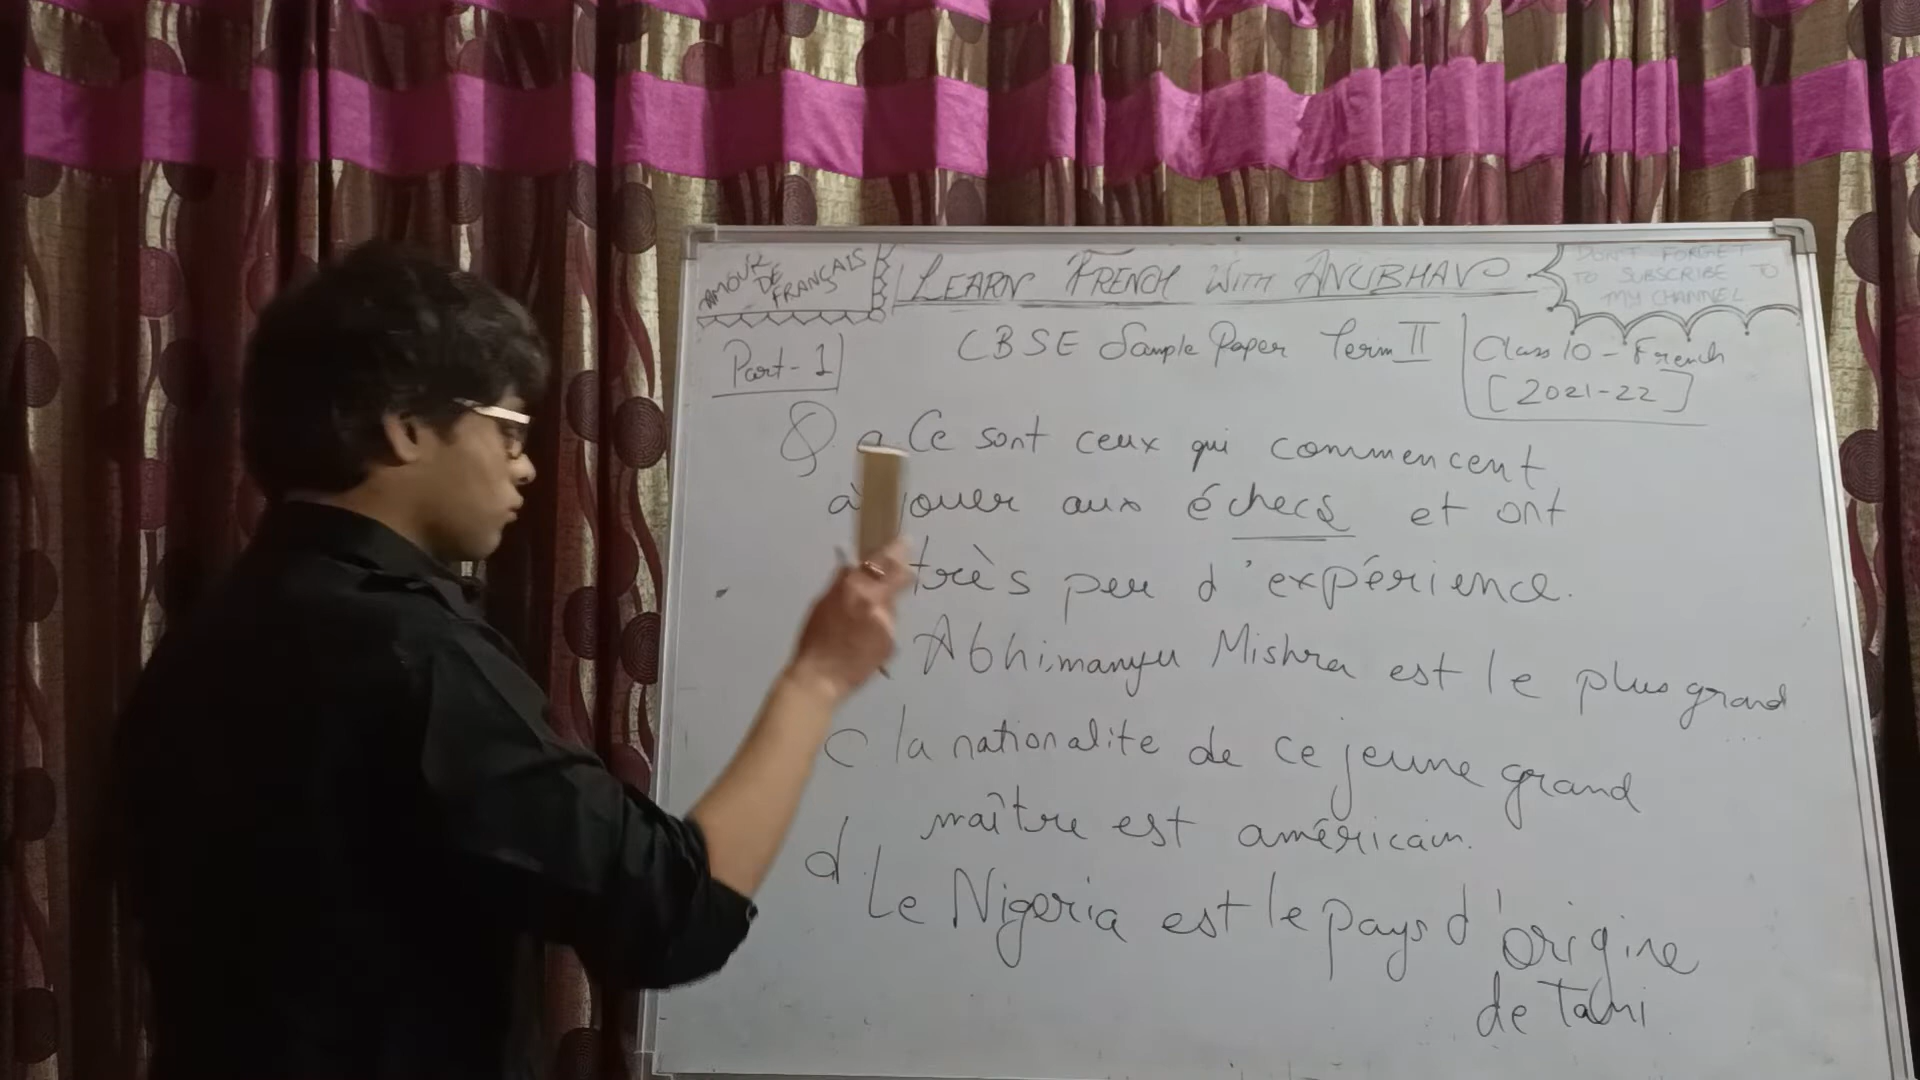 AMOUR DE FRANÇAIS
LEARN FRENCH WITH ANUBHAV
DON'T FORGET
TO SUBSCRIBE TO
MY CHANNEL
Part-1
CBSE Sample Paper Term II
Class 10 - French
[2021-22]
Q. a. Ce sont ceux qui commencent
à jouer aux échecs et ont
très peu d'expérience.
Abhimanyu Mishra est le plus grand
c la nationalite de ce jeune grand
maître est américain.
d. Le Nigeria est le pays d'origine
de Tani